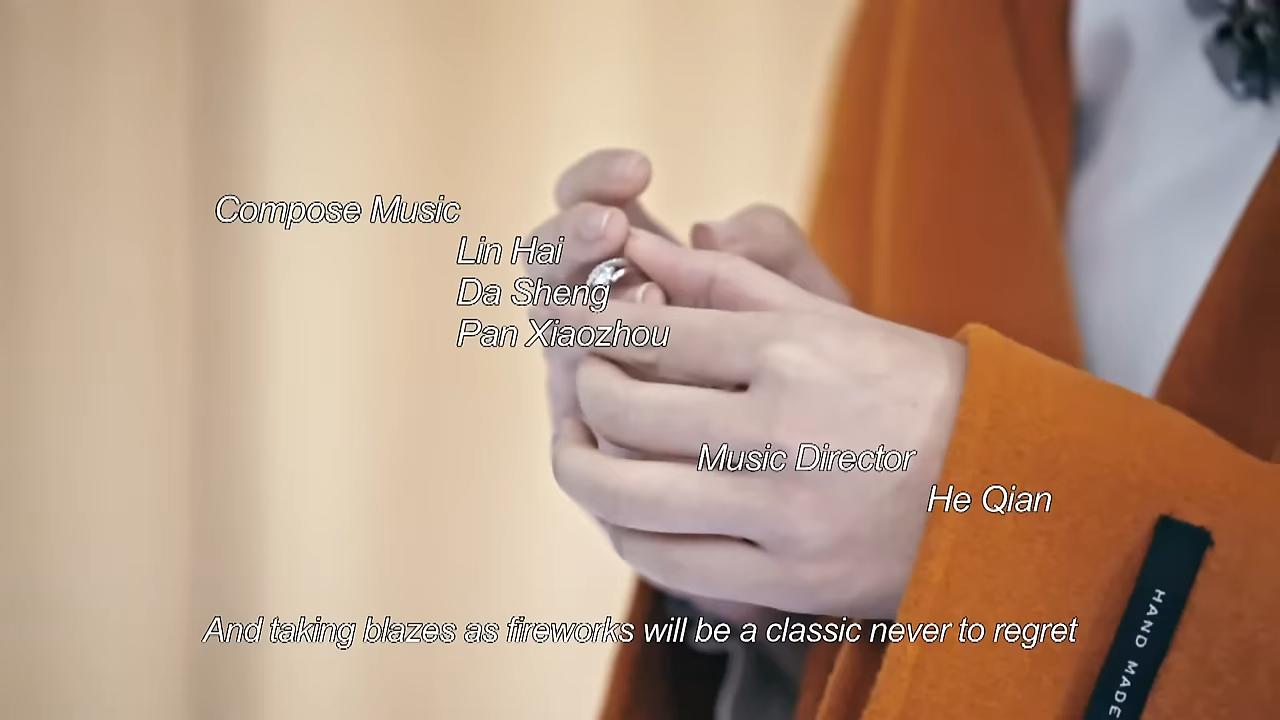 Compose Music
Lin Hai
Da Sheng
Pan Xiaozhou
Music Director
He Qian
And taking blazes as fireworks will be a classic never to regret
HAND MADE